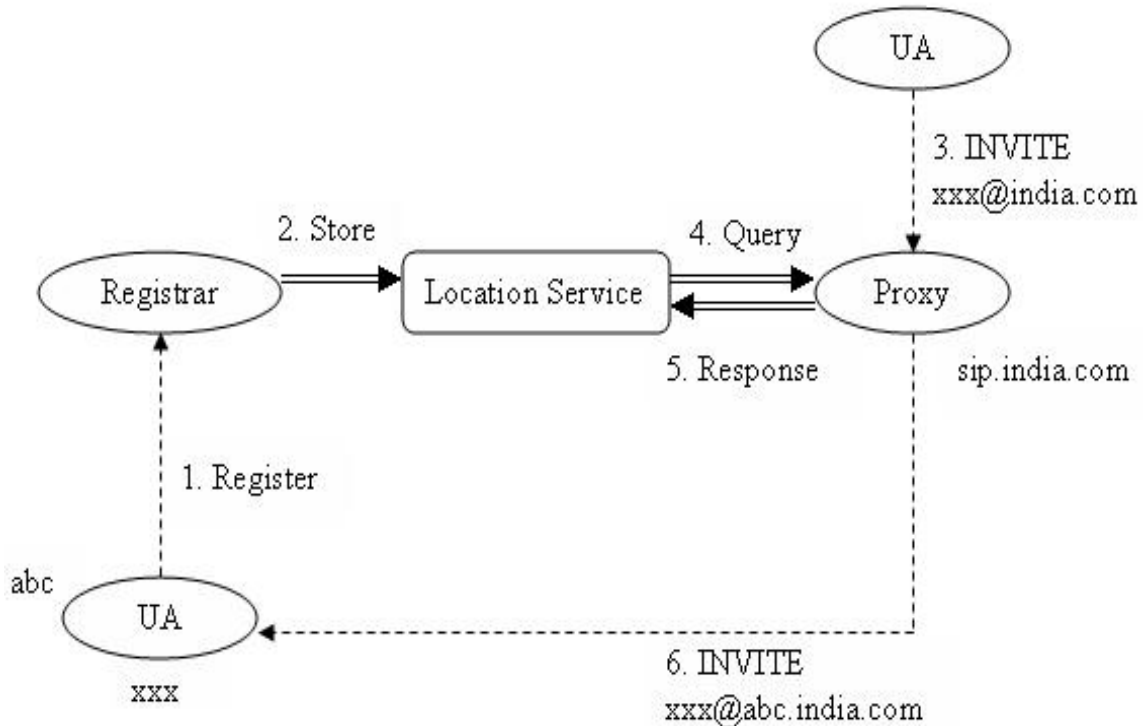 UA
3. INVITE
xxx@india.com
2. Store
4. Query
Registrar
Location Service
Proxy
5. Response
sip.india.com
1. Register
abc
UA
xxx
6. INVITE
xxx@abc.india.com